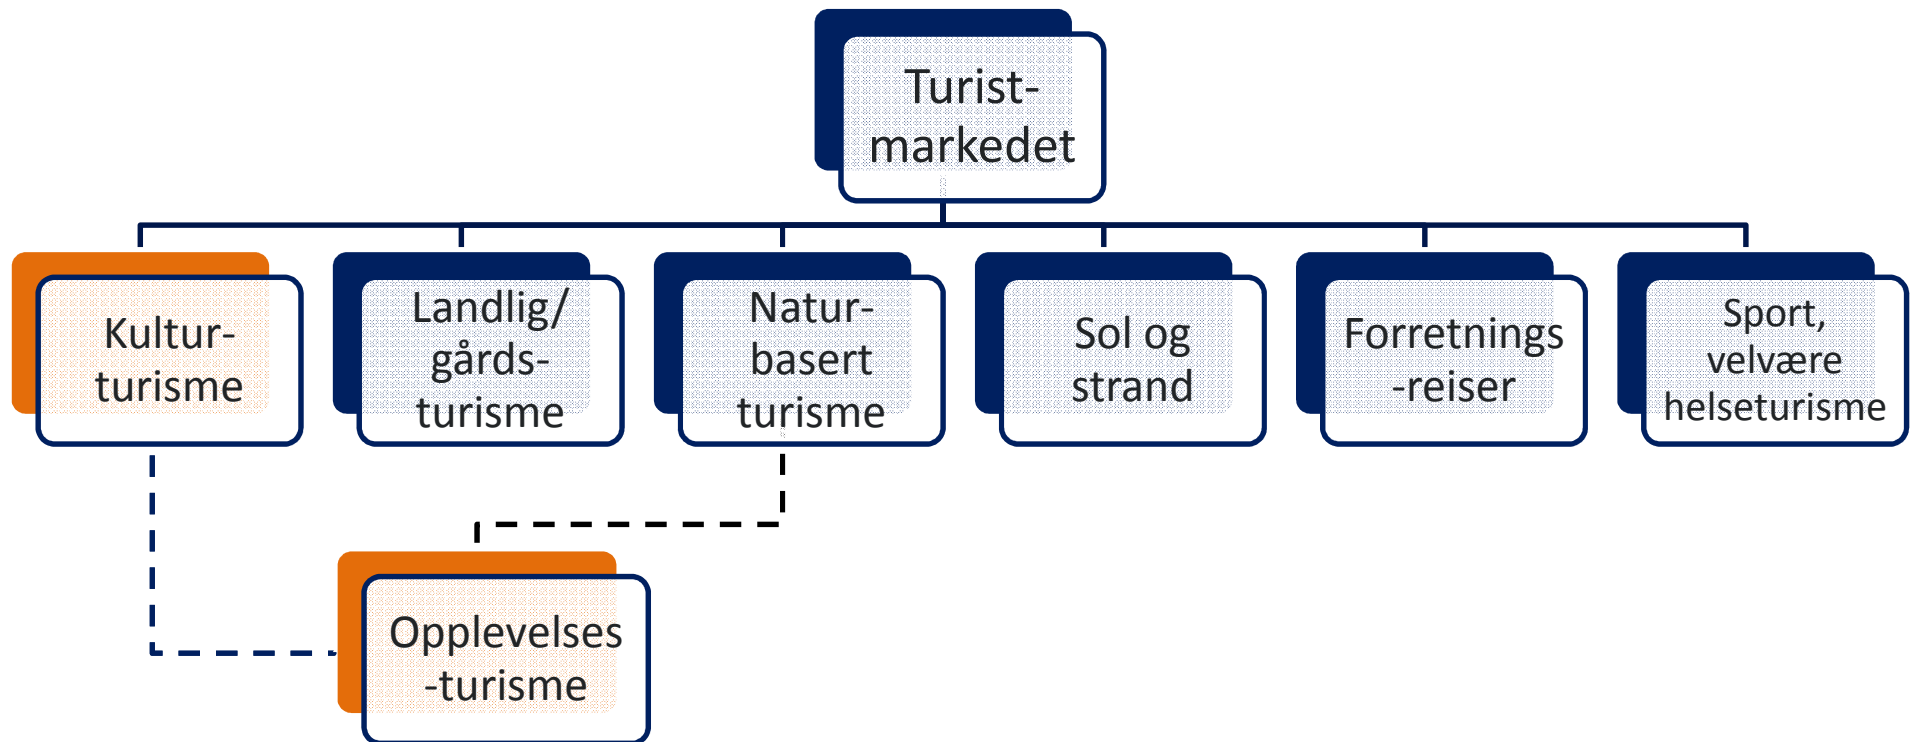 Turist-
markedet
Kultur-
turisme
Landlig/
gårds-
turisme
Natur-
basert
turisme
Sol og
strand
Forretnings
-reiser
Sport,
velvære
helseturisme
Opplevelses
-turisme